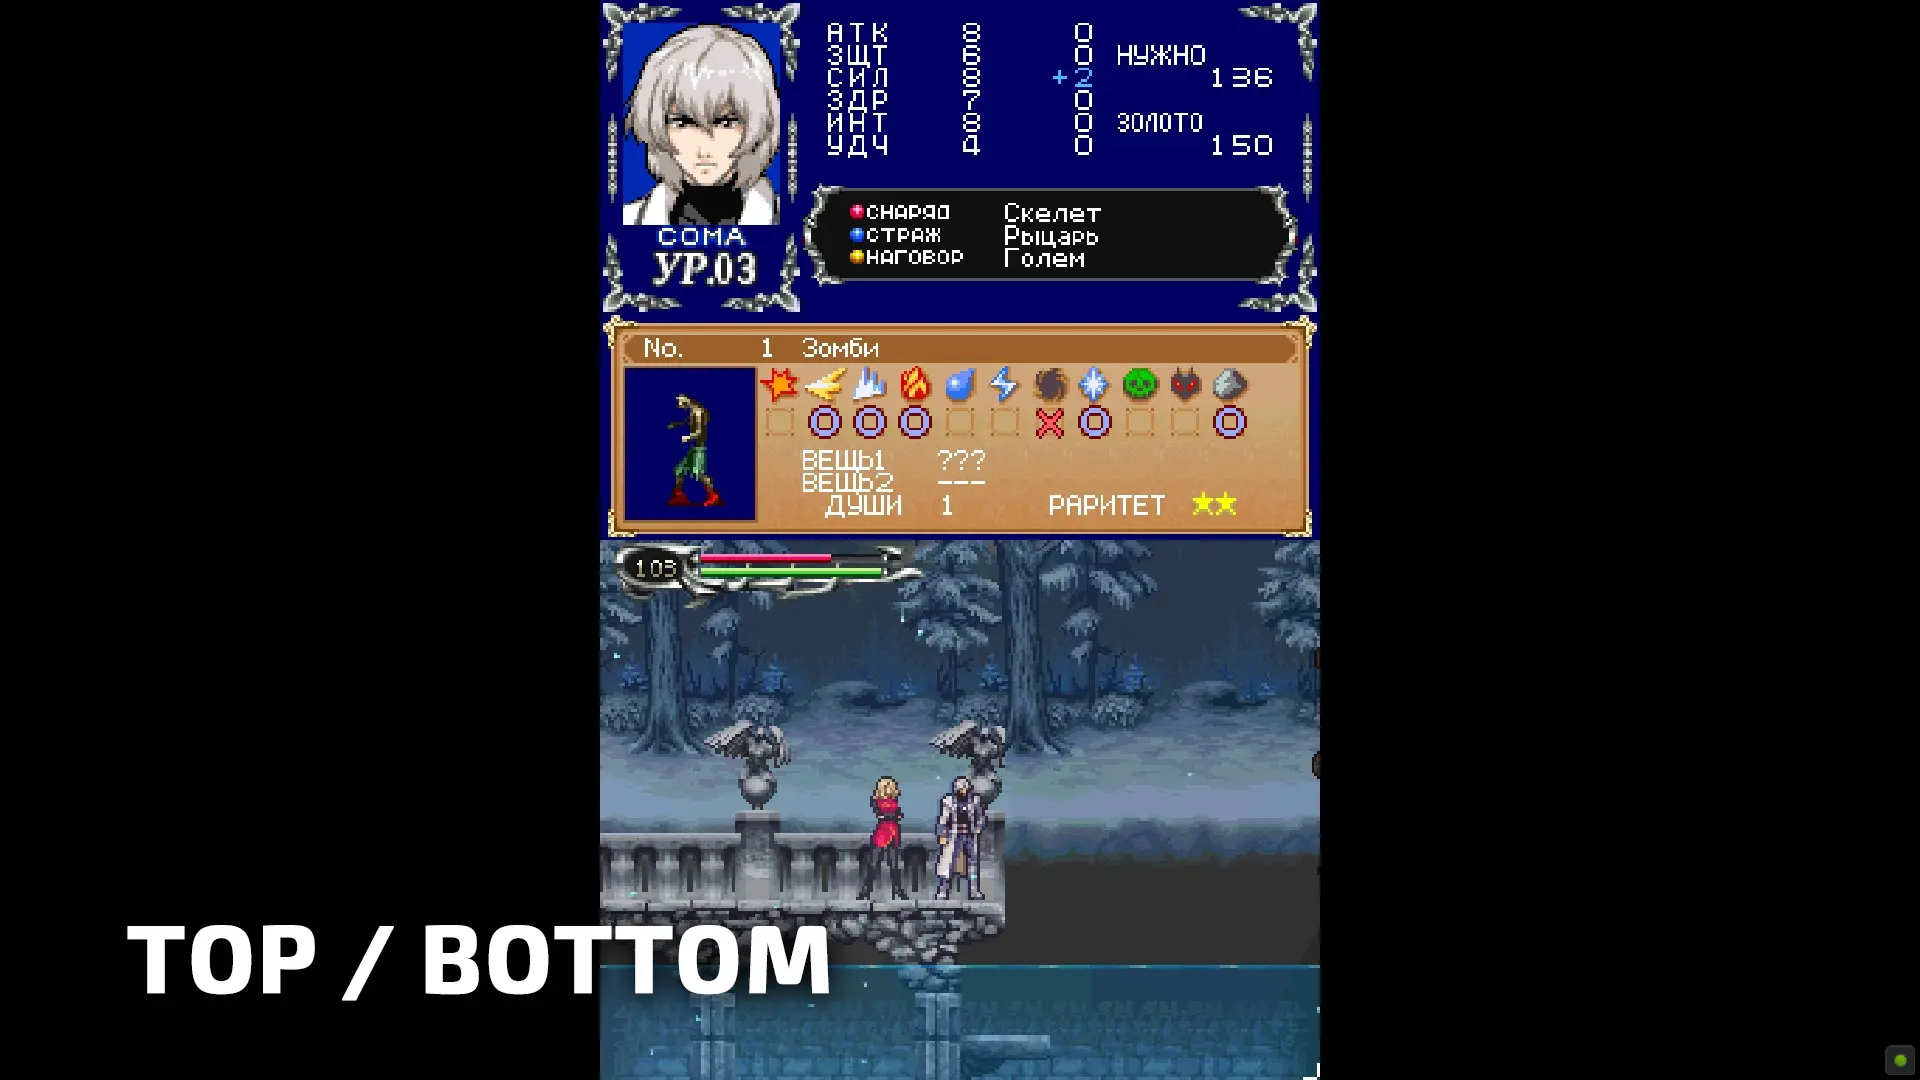 АТК 8 0
ЗЩТ 6 0 НУЖНО
СИЛ 8 +2 136
ЗДР 7 0
ИНТ 8 0 ЗОЛОТО
УДЧ 4 0 150
СНАРЯД Скелет
СТРАЖ Рыцарь
НАГОВОР Голем
СОМА
УР.03
No. 1 Зомби
ВЕЩЬ1 ???
ВЕЩЬ2 ---
ДУШИ 1 РАРИТЕТ ★★
103
TOP / BOTTOM